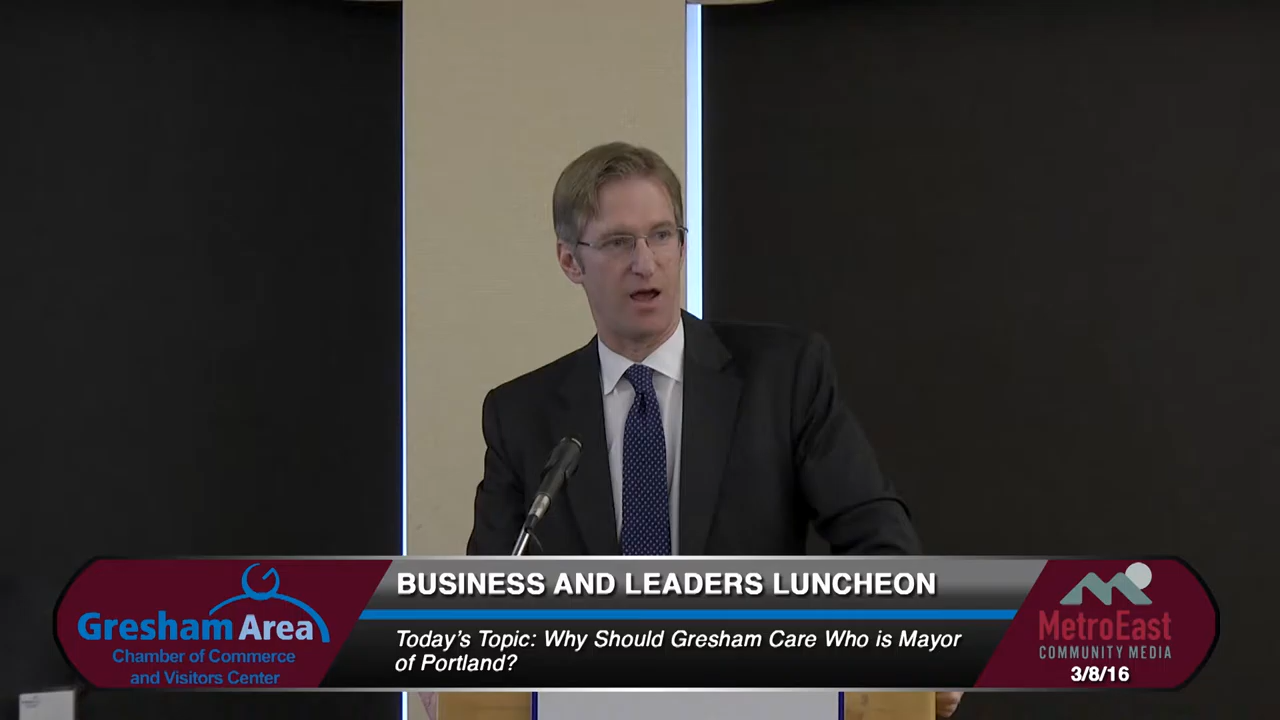 BUSINESS AND LEADERS LUNCHEON
Gresham Area
Chamber of Commerce
and Visitors Center
Today's Topic: Why Should Gresham Care Who is Mayor
of Portland?
MetroEast
COMMUNITY MEDIA
3/8/16